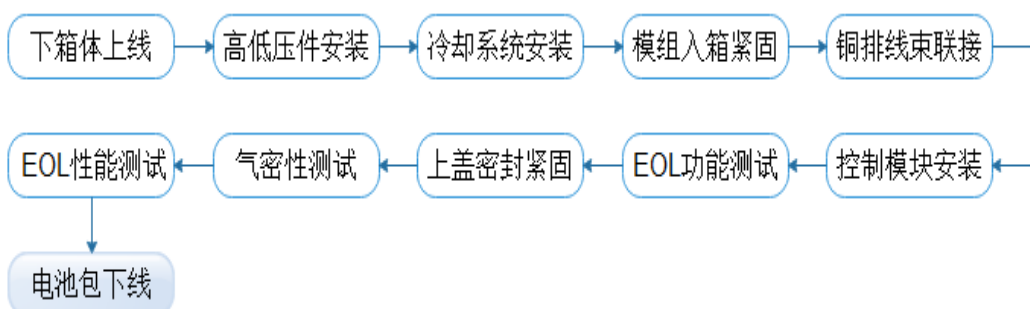 下箱体上线
高低压件安装
冷却系统安装
模组入箱紧固
铜排线束联接
控制模块安装
EOL功能测试
上盖密封紧固
气密性测试
EOL性能测试
电池包下线